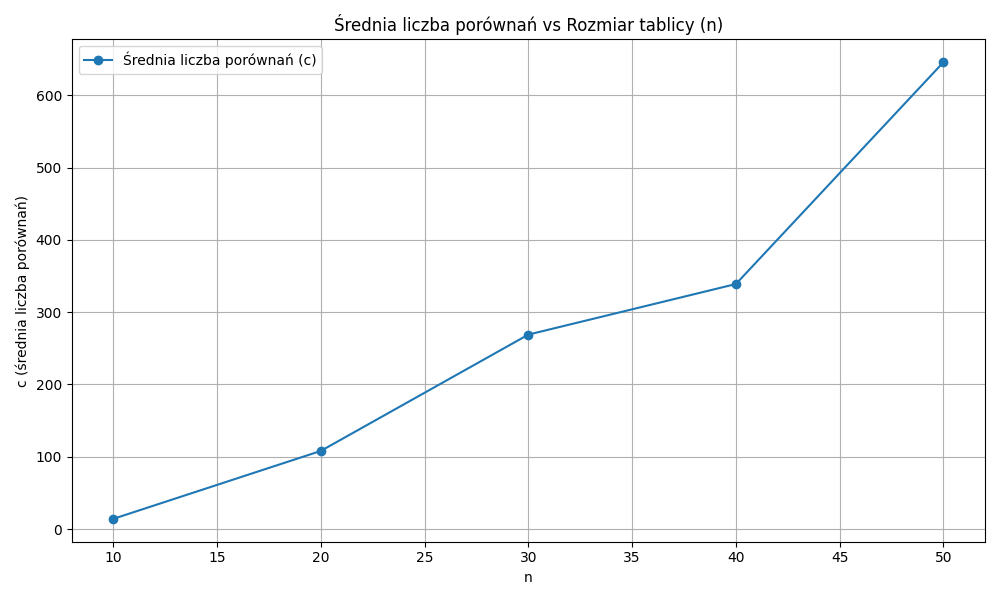 Średnia liczba porównań vs Rozmiar tablicy (n)
Średnia liczba porównań (c)
600
500
400
300
200
100
0
c (średnia liczba porównań)
10 15 20 25 30 35 40 45 50
n